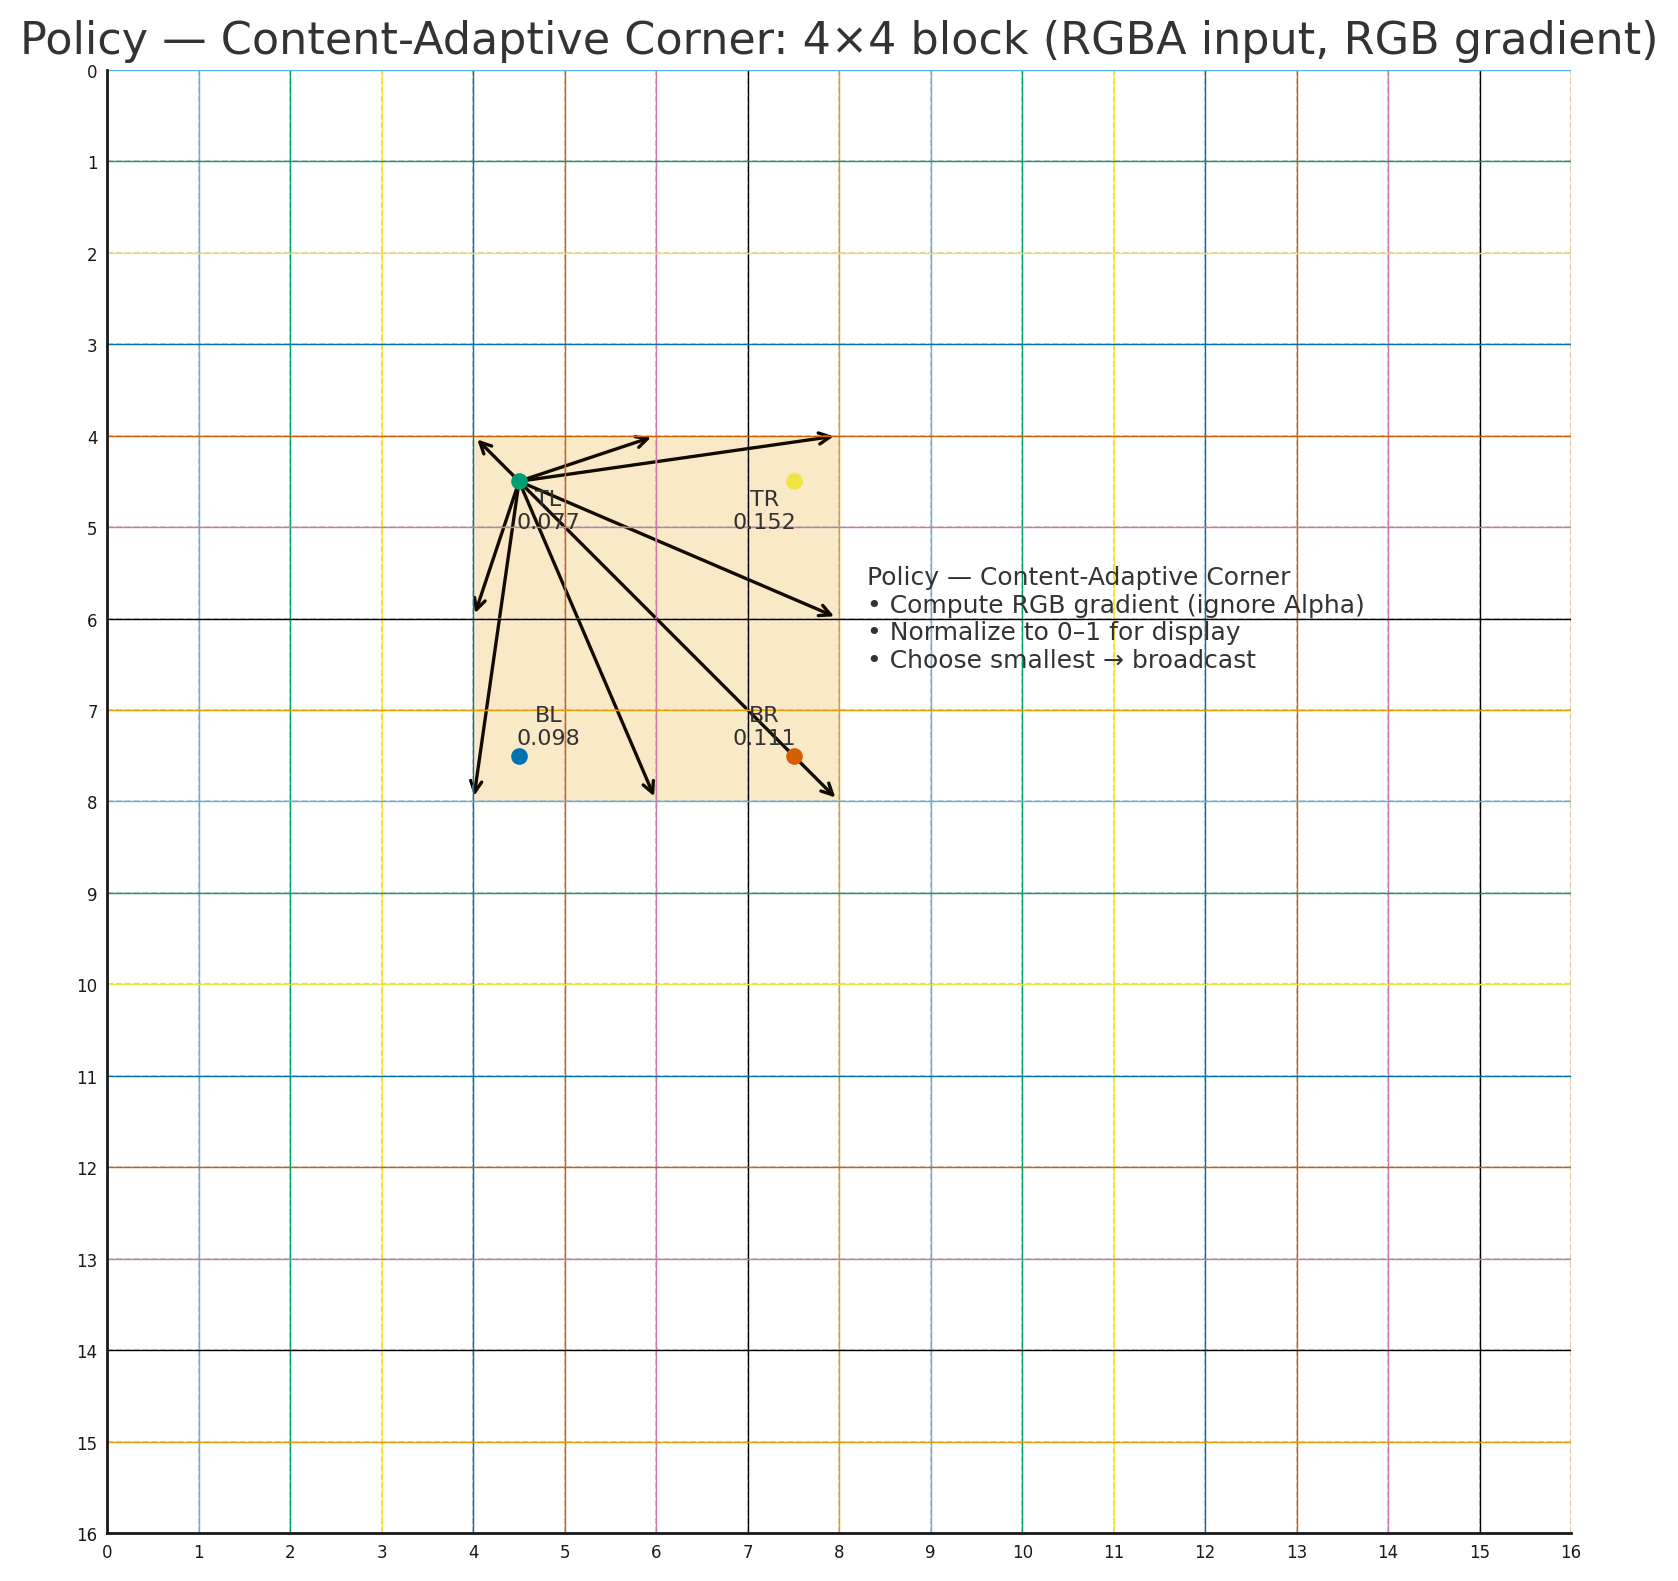 Policy — Content-Adaptive Corner: 4×4 block (RGBA input, RGB gradient)
0
1
2
3
4
TL
0.077
TR
0.152
5
Policy — Content-Adaptive Corner
• Compute RGB gradient (ignore Alpha)
6
• Normalize to 0–1 for display
• Choose smallest → broadcast
7
BL
0.098
BR
0.111
8
9
10
11
12
13
14
15
16
0 1 2 3 4 5 6 7 8 9 10 11 12 13 14 15 16